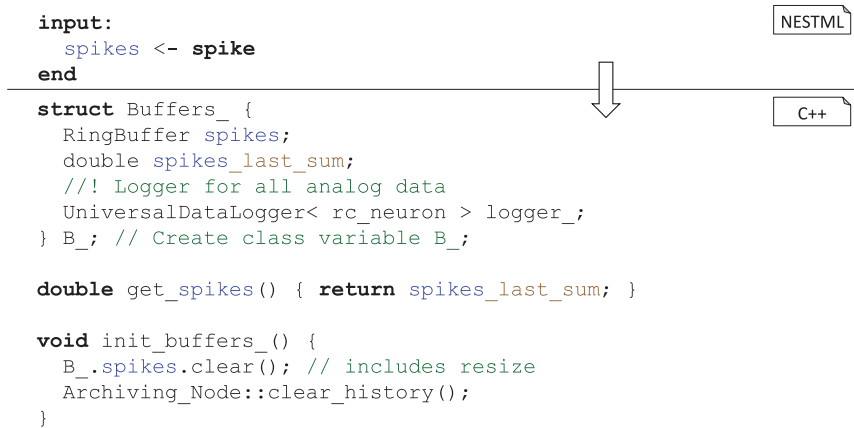 input:
NESTML
spikes <- spike
end
struct Buffers_ {
C++
RingBuffer spikes;
double spikes_last_sum;
//! Logger for all analog data
UniversalDataLogger< rc_neuron > logger_;
} B_; // Create class variable B_;
double get_spikes() { return spikes_last_sum; }
void init_buffers_() {
B_.spikes.clear(); // includes resize
Archiving_Node::clear_history();
}